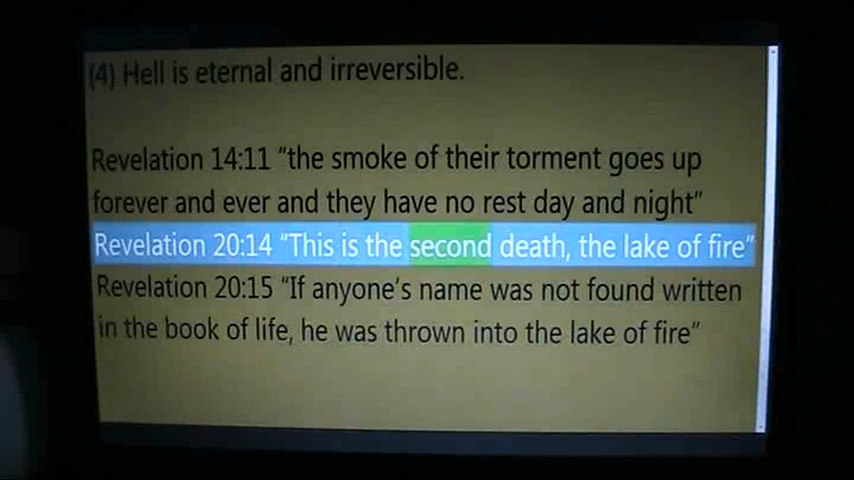 (4) Hell is eternal and irreversible.
Revelation 14:11 “the smoke of their torment goes up
forever and ever and they have no rest day and night”
Revelation 20:14 “This is the second death, the lake of fire”
Revelation 20:15 “If anyone’s name was not found written
in the book of life, he was thrown into the lake of fire”